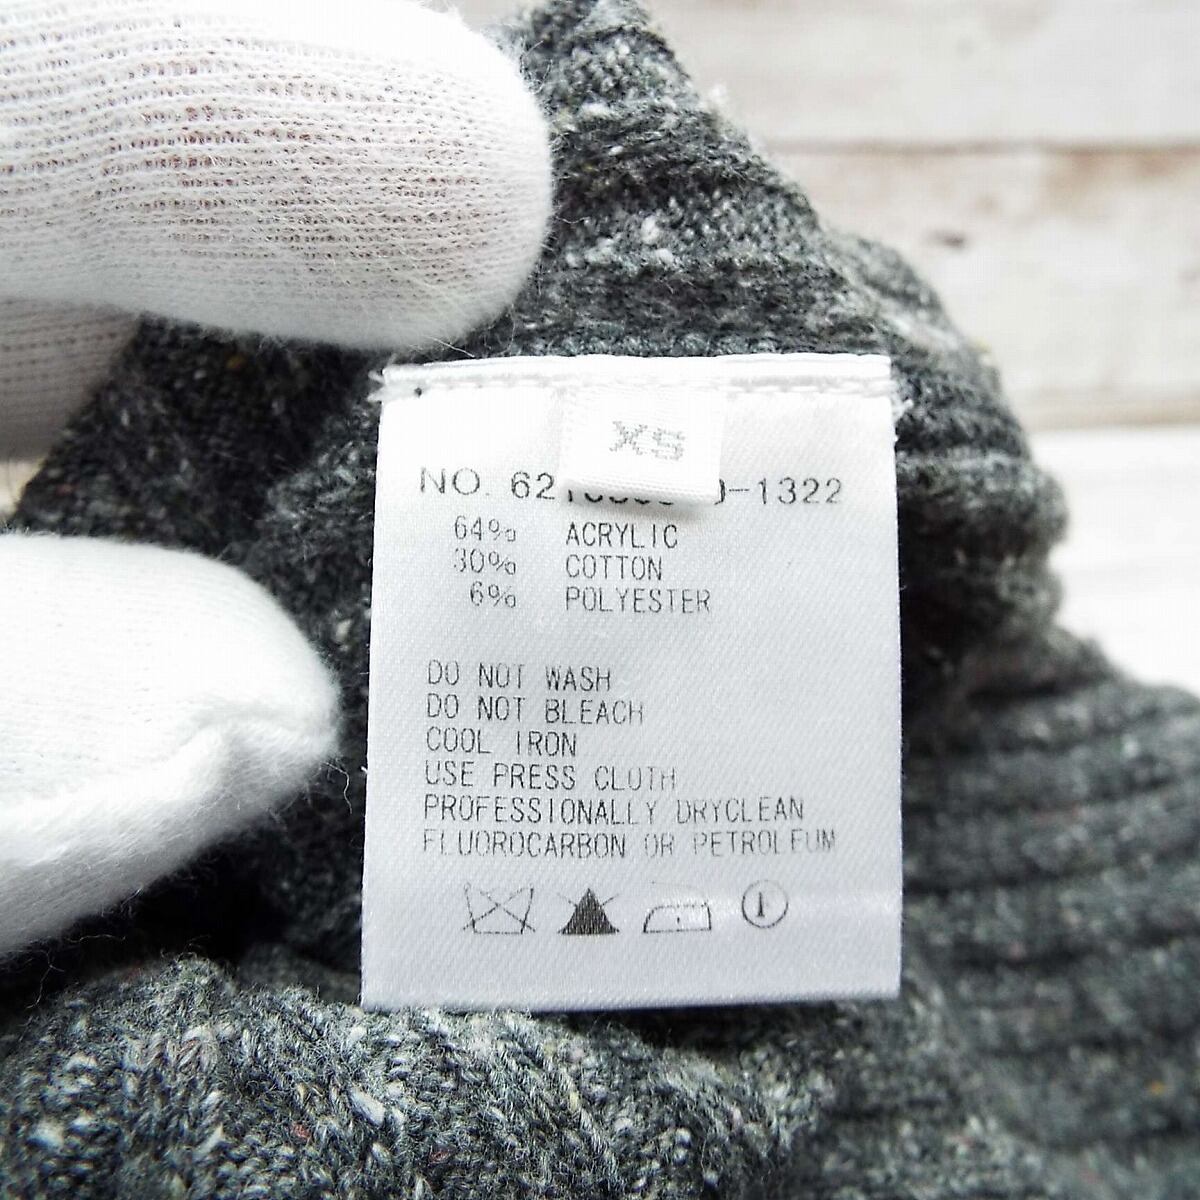 XS
NO. 62
-1322
64% ACRYLIC
30% COTTON
6% POLYESTER
DO NOT WASH
DO NOT BLEACH
COOL IRON
USE PRESS CLOTH
PROFESSIONALLY DRYCLEAN
FLUOROCARBON OR PETROLEUM